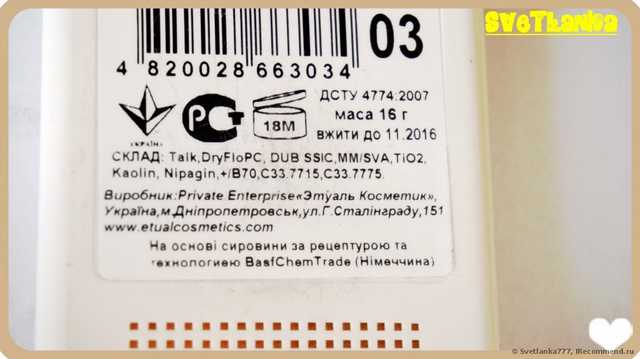 SVETLANKA
03
4 820028 663034
ДСТУ 4774:2007
маса 16 г
вжити до 11.2016
18M
УКРАЇНА
СКЛАД: Talk,DryFloPC, DUB SSIC,MM/SVA,TiO2,
Kaolin, Nipagin,+/B70,C33.7715,C33.7775.
Виробник:Private Enterprise«Этуаль Косметик»,
Україна,м.Дніпропетровськ,ул.Г.Сталінграду,151
www.etualcosmetics.com
На основі сировини за рецептурою та
технологиею BasfChemTrade (Німеччина)
© Svetlanka777, IRecommend.ru